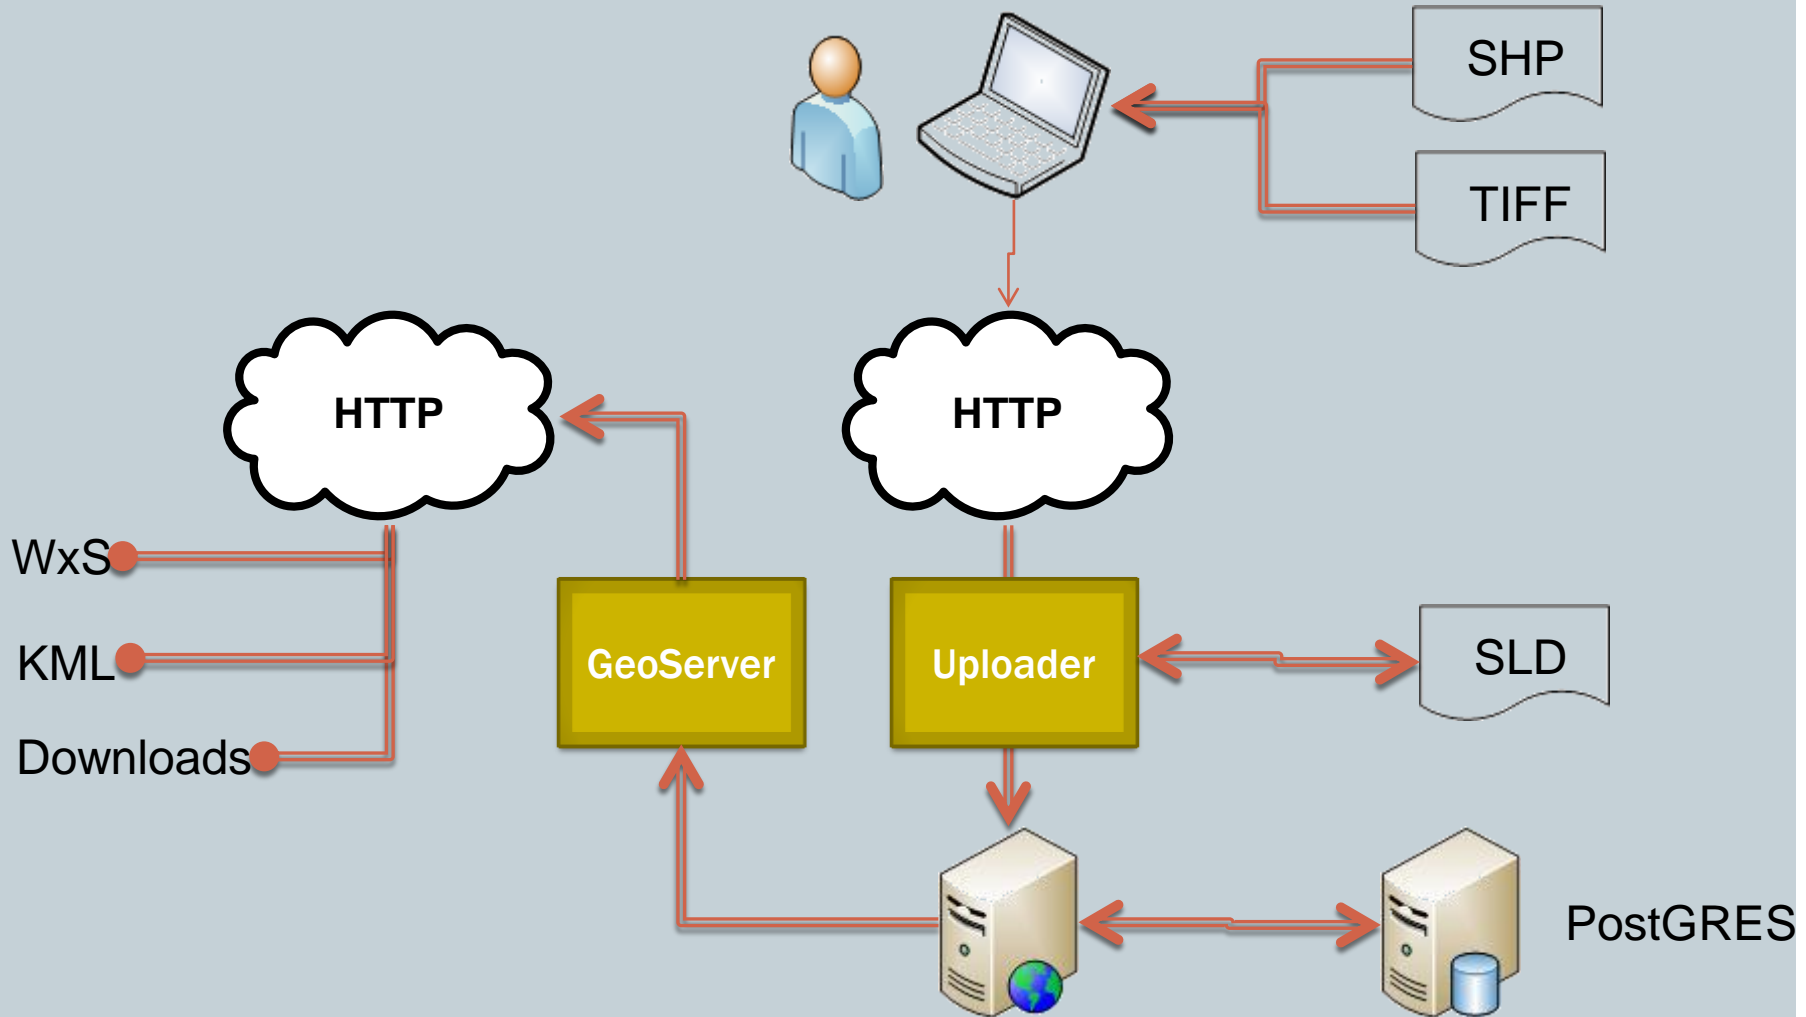 SHP
TIFF
HTTP
HTTP
WxS
KML
Downloads
GeoServer
Uploader
SLD
PostGRES